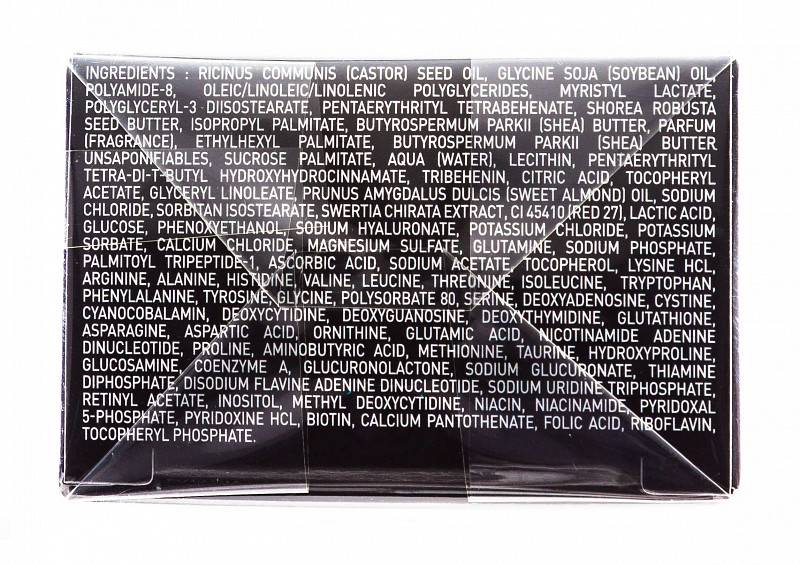 INGREDIENTS : RICINUS COMMUNIS (CASTOR) SEED OIL, GLYCINE SOJA (SOYBEAN) OIL,
POLYAMIDE-8, OLEIC/LINOLEIC/LINOLENIC POLYGLYCERIDES, MYRISTYL LACTATE,
POLYGLYCERYL-3 DIISOSTEARATE, PENTAERYTHRITYL TETRABEHENATE, SHOREA ROBUSTA
SEED BUTTER, ISOPROPYL PALMITATE, BUTYROSPERMUM PARKII (SHEA) BUTTER, PARFUM
(FRAGRANCE), ETHYLHEXYL PALMITATE, BUTYROSPERMUM PARKII (SHEA) BUTTER
UNSAPONIFIABLES, SUCROSE PALMITATE, AQUA (WATER), LECITHIN, PENTAERYTHRITYL
TETRA-DI-T-BUTYL HYDROXYHYDROCINNAMATE, TRIBEHENIN, CITRIC ACID, TOCOPHERYL
ACETATE, GLYCERYL LINOLEATE, PRUNUS AMYGDALUS DULCIS (SWEET ALMOND) OIL, SODIUM
CHLORIDE, SORBITAN ISOSTEARATE, SWERTIA CHIRATA EXTRACT, CI 45410 (RED 27), LACTIC ACID,
GLUCOSE, PHENOXYETHANOL, SODIUM HYALURONATE, POTASSIUM CHLORIDE, POTASSIUM
SORBATE, CALCIUM CHLORIDE, MAGNESIUM SULFATE, GLUTAMINE, SODIUM PHOSPHATE,
PALMITOYL TRIPEPTIDE-1, ASCORBIC ACID, SODIUM ACETATE, TOCOPHEROL, LYSINE HCL,
ARGININE, ALANINE, HISTIDINE, VALINE, LEUCINE, THREONINE, ISOLEUCINE, TRYPTOPHAN,
PHENYLALANINE, TYROSINE, GLYCINE, POLYSORBATE 80, SERINE, DEOXYADENOSINE, CYSTINE,
CYANOCOBALAMIN, DEOXYCYTIDINE, DEOXYGUANOSINE, DEOXYTHYMIDINE, GLUTATHIONE,
ASPARAGINE, ASPARTIC ACID, ORNITHINE, GLUTAMIC ACID, NICOTINAMIDE ADENINE
DINUCLEOTIDE, PROLINE, AMINOBUTYRIC ACID, METHIONINE, TAURINE, HYDROXYPROLINE,
GLUCOSAMINE, COENZYME A, GLUCURONOLACTONE, SODIUM GLUCURONATE, THIAMINE
DIPHOSPHATE, DISODIUM FLAVINE ADENINE DINUCLEOTIDE, SODIUM URIDINE TRIPHOSPHATE,
RETINYL ACETATE, INOSITOL, METHYL DEOXYCYTIDINE, NIACIN, NIACINAMIDE, PYRIDOXAL
5-PHOSPHATE, PYRIDOXINE HCL, BIOTIN, CALCIUM PANTOTHENATE, FOLIC ACID, RIBOFLAVIN,
TOCOPHERYL PHOSPHATE.